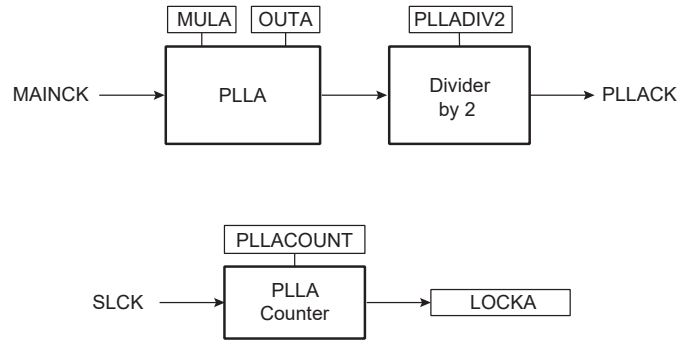 MULA
OUTA
PLLADIV2
MAINCK
PLLA
Divider
by 2
PLLACK
PLLACOUNT
SLCK
PLLA
Counter
LOCKA